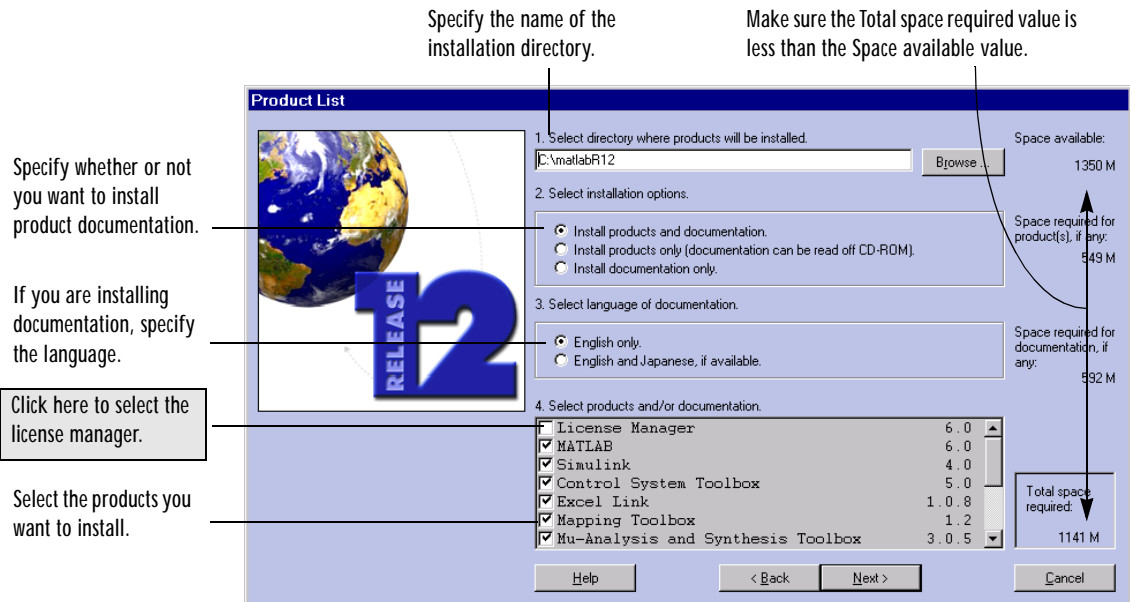 Specify the name of the
installation directory.
Make sure the Total space required value is
less than the Space available value.
Specify whether or not
you want to install
product documentation.
If you are installing
documentation, specify
the language.
Click here to select the
license manager.
Select the products you
want to install.
Product List
RELEASE
12
1. Select directory where products will be installed.
C:\matlabR12
Browse ...
2. Select installation options.
Install products and documentation.
Install products only (documentation can be read off CD-ROM).
Install documentation only.
3. Select language of documentation.
English only.
English and Japanese, if available.
4. Select products and/or documentation.
License Manager 6.0
MATLAB 6.0
Simulink 4.0
Control System Toolbox 5.0
Excel Link 1.0.8
Mapping Toolbox 1.2
Mu-Analysis and Synthesis Toolbox 3.0.5
Space available:
1350 M
Space required for
product(s), if any:
549 M
Space required for
documentation, if
any:
592 M
Total space
required:
1141 M
Help
< Back
Next >
Cancel